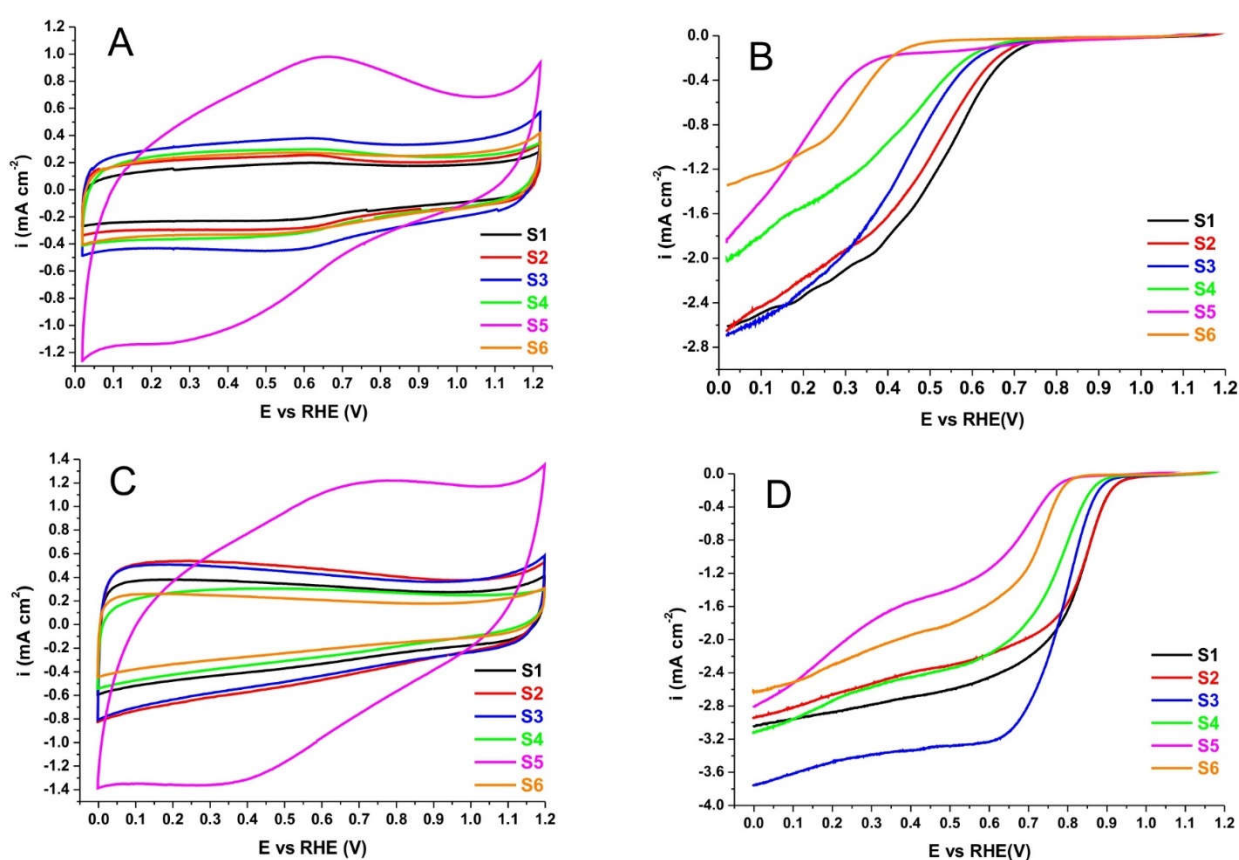 A
1.2
1.0
0.8
0.6
0.4
0.2
0.0
-0.2
-0.4
-0.6
-0.8
-1.0
-1.2
i (mA cm-2)
S1
S2
S3
S4
S5
S6
0.0 0.1 0.2 0.3 0.4 0.5 0.6 0.7 0.8 0.9 1.0 1.1 1.2
E vs RHE (V)
B
0.0
-0.4
-0.8
-1.2
-1.6
-2.0
-2.4
-2.8
i (mA cm-2)
S1
S2
S3
S4
S5
S6
0.0 0.1 0.2 0.3 0.4 0.5 0.6 0.7 0.8 0.9 1.0 1.1 1.2
E vs RHE(V)
C
1.4
1.2
1.0
0.8
0.6
0.4
0.2
0.0
-0.2
-0.4
-0.6
-0.8
-1.0
-1.2
-1.4
i (mA cm2)
S1
S2
S3
S4
S5
S6
0.0 0.1 0.2 0.3 0.4 0.5 0.6 0.7 0.8 0.9 1.0 1.1 1.2
E vs RHE (V)
D
0.0
-0.4
-0.8
-1.2
-1.6
-2.0
-2.4
-2.8
-3.2
-3.6
-4.0
i (mA cm-2)
S1
S2
S3
S4
S5
S6
0.0 0.1 0.2 0.3 0.4 0.5 0.6 0.7 0.8 0.9 1.0 1.1 1.2
E vs RHE(V)